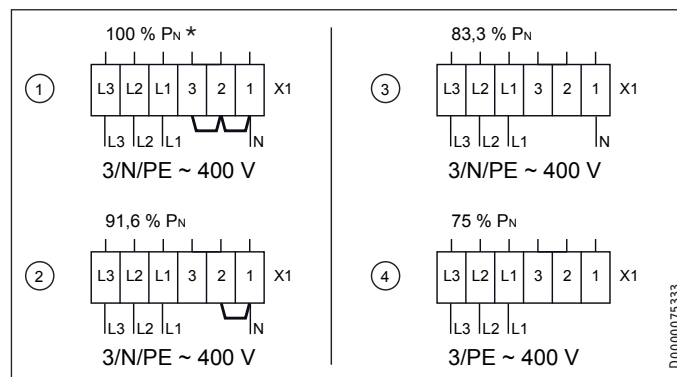 100 % PN *
1
L3 L2 L1 3 2 1 X1
L3 L2 L1 N
3/N/PE ~ 400 V
91,6 % PN
2
L3 L2 L1 3 2 1 X1
L3 L2 L1 N
3/N/PE ~ 400 V
83,3 % PN
3
L3 L2 L1 3 2 1 X1
L3 L2 L1 N
3/N/PE ~ 400 V
75 % PN
4
L3 L2 L1 3 2 1 X1
L3 L2 L1
3/PE ~ 400 V
D0000075333